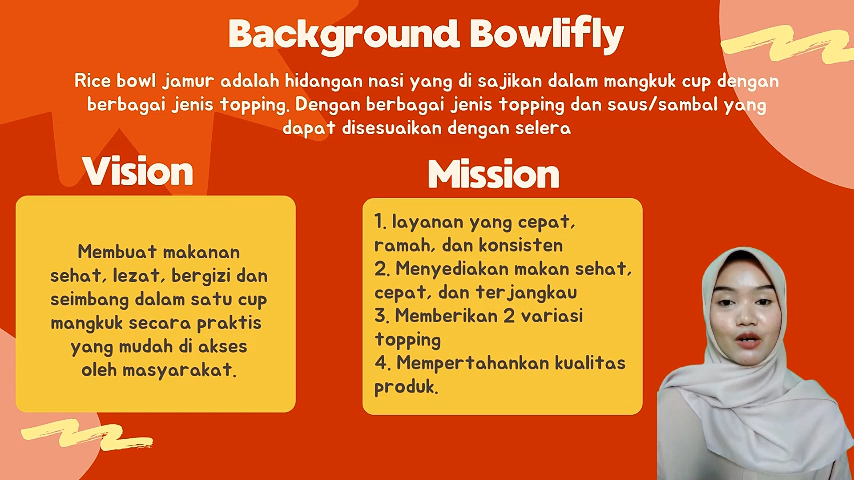 Background Bowlifly
Rice bowl jamur adalah hidangan nasi yang di sajikan dalam mangkuk cup dengan
berbagai jenis topping. Dengan berbagai jenis topping dan saus/sambal yang
dapat disesuaikan dengan selera
Vision
Membuat makanan
sehat, lezat, bergizi dan
seimbang dalam satu cup
mangkuk secara praktis
yang mudah di akses
oleh masyarakat.
Mission
1. layanan yang cepat,
ramah, dan konsisten
2. Menyediakan makan sehat,
cepat, dan terjangkau
3. Memberikan 2 variasi
topping
4. Mempertahankan kualitas
produk.